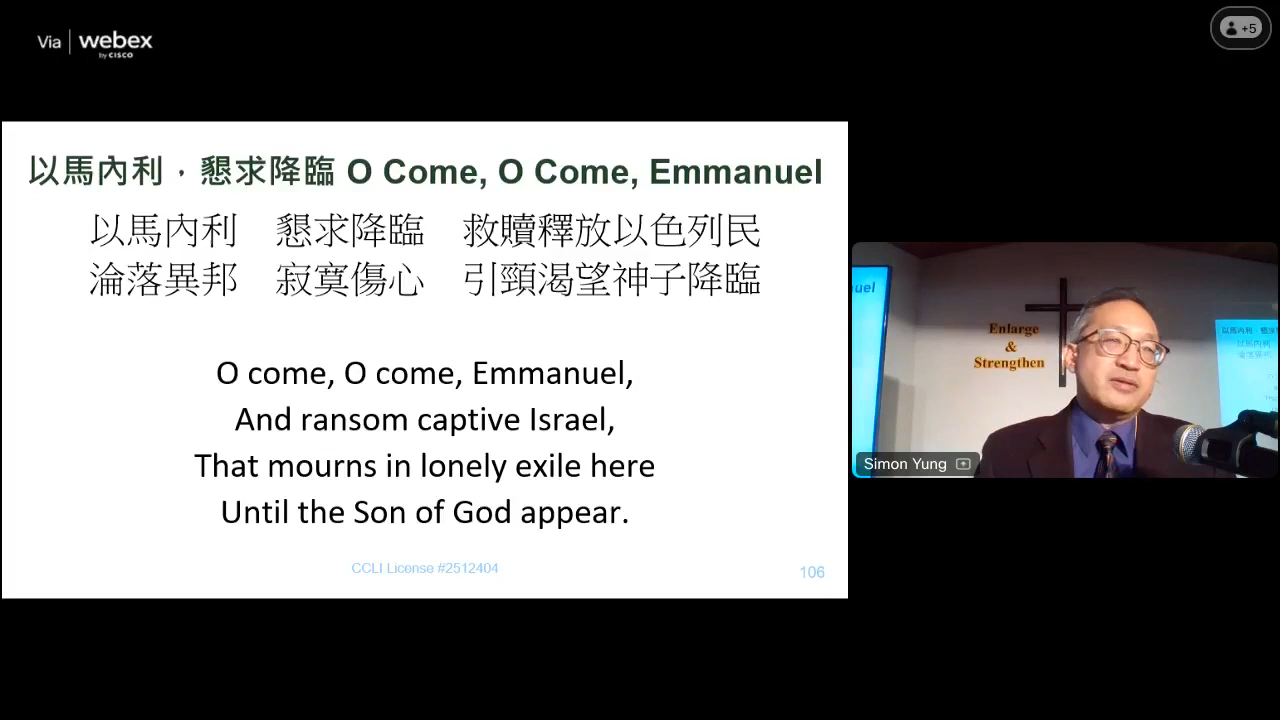 Via webex
by CISCO
+5
以馬內利，懇求降臨 O Come, O Come, Emmanuel
以馬內利 懇求降臨 救贖釋放以色列民
淪落異邦 寂寞傷心 引頸渴望神子降臨
O come, O come, Emmanuel,
And ransom captive Israel,
That mourns in lonely exile here
Until the Son of God appear.
CCLI License #2512404
106
uel
Enlarge
&
Strengthen
Simon Yung